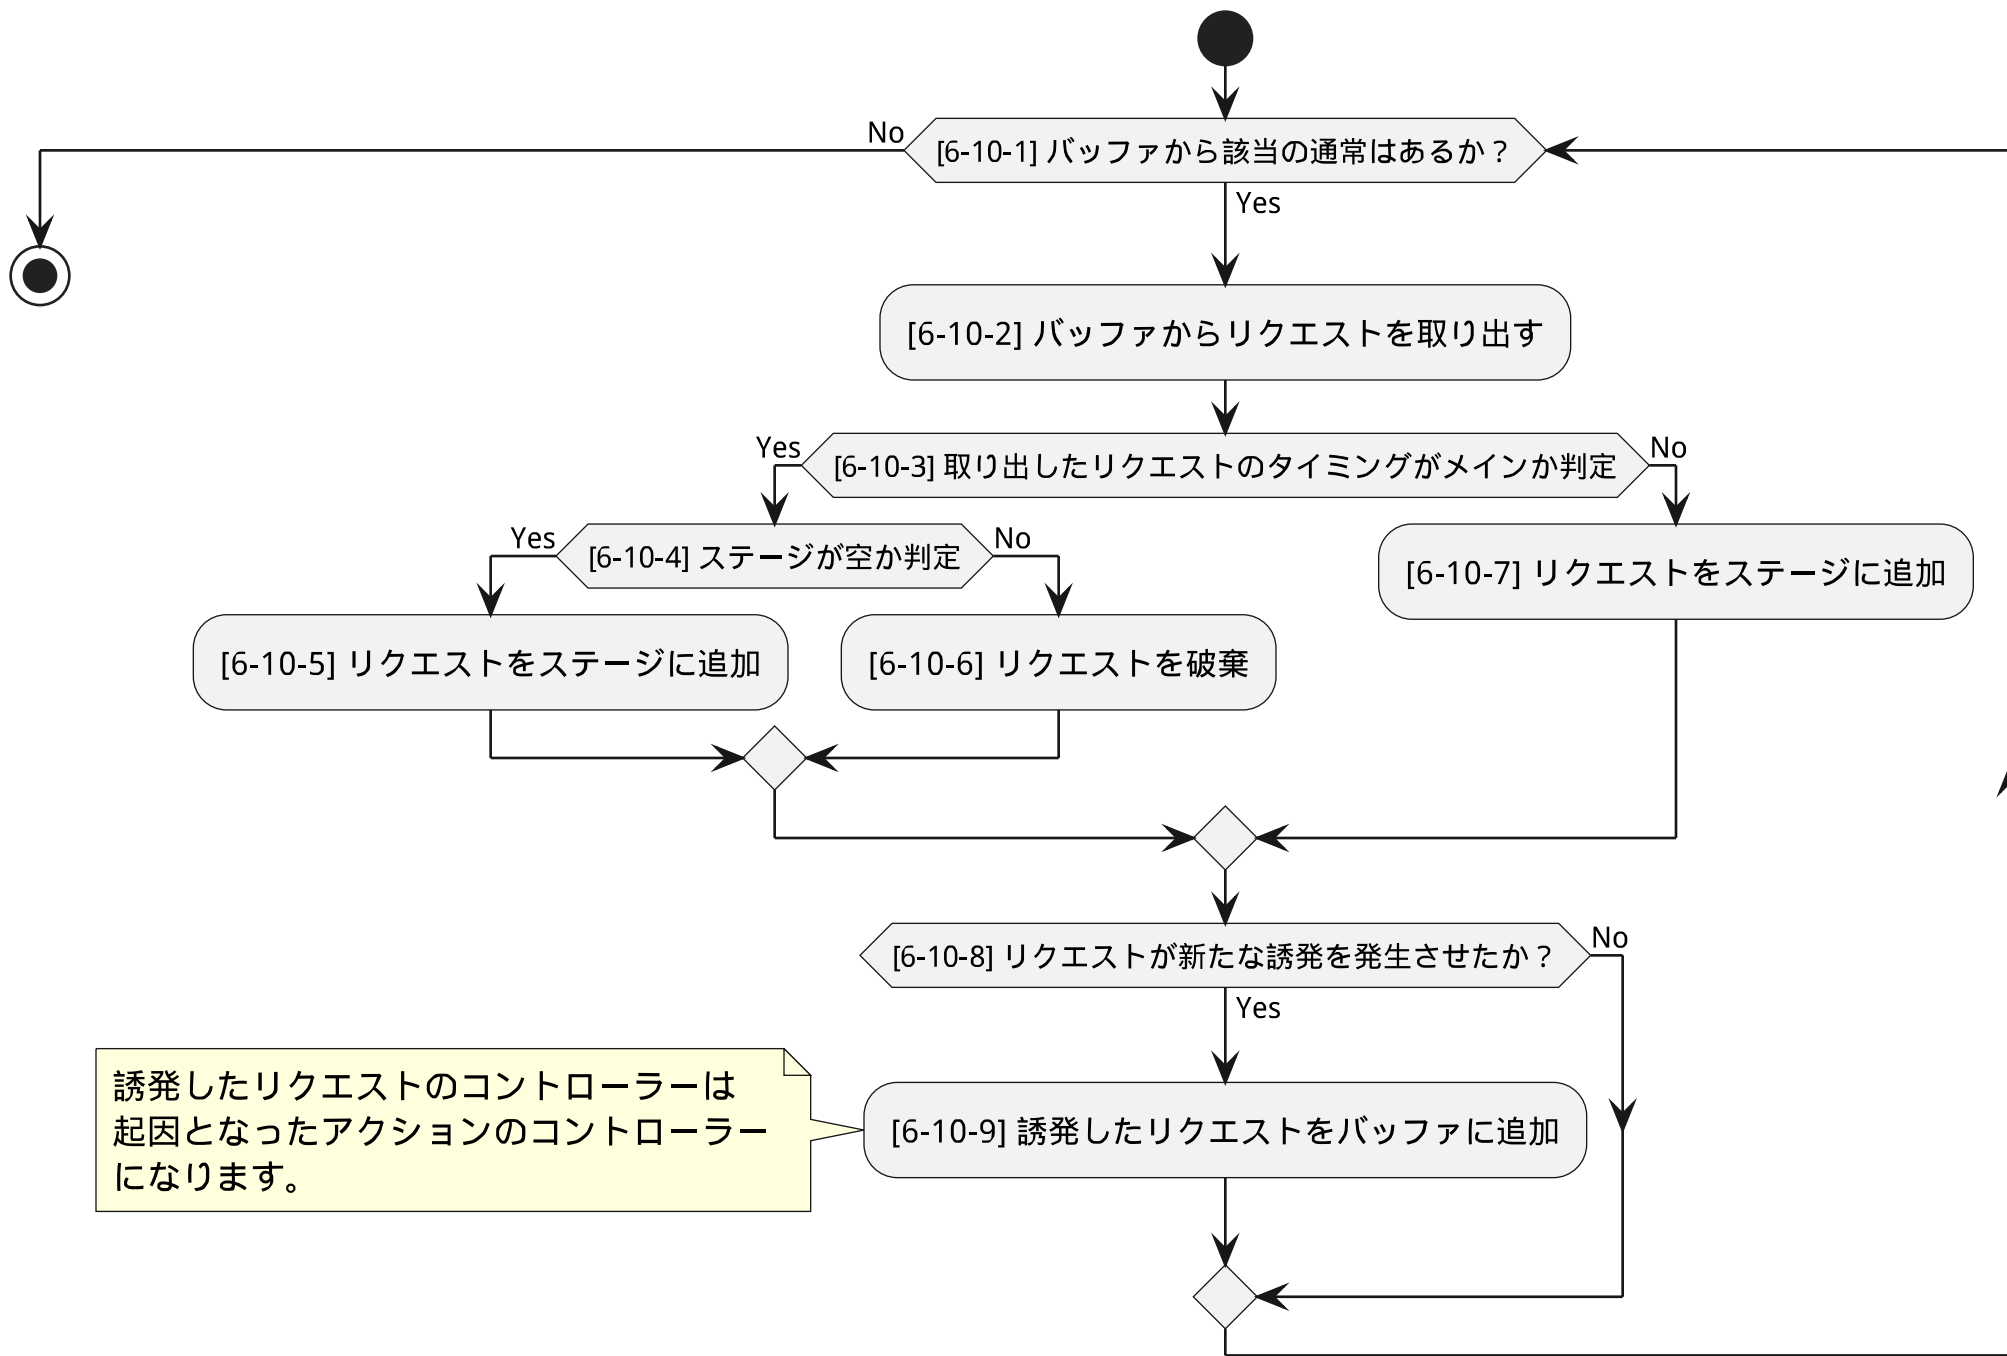 No
[6-10-1] バッファから該当の通常はあるか？
Yes
[6-10-2] バッファからリクエストを取り出す
Yes
[6-10-3] 取り出したリクエストのタイミングがメインか判定
No
Yes
[6-10-4] ステージが空か判定
No
[6-10-7] リクエストをステージに追加
[6-10-5] リクエストをステージに追加
[6-10-6] リクエストを破棄
[6-10-8] リクエストが新たな誘発を発生させたか？
No
Yes
誘発したリクエストのコントローラーは
起因となったアクションのコントローラー
になります。
[6-10-9] 誘発したリクエストをバッファに追加